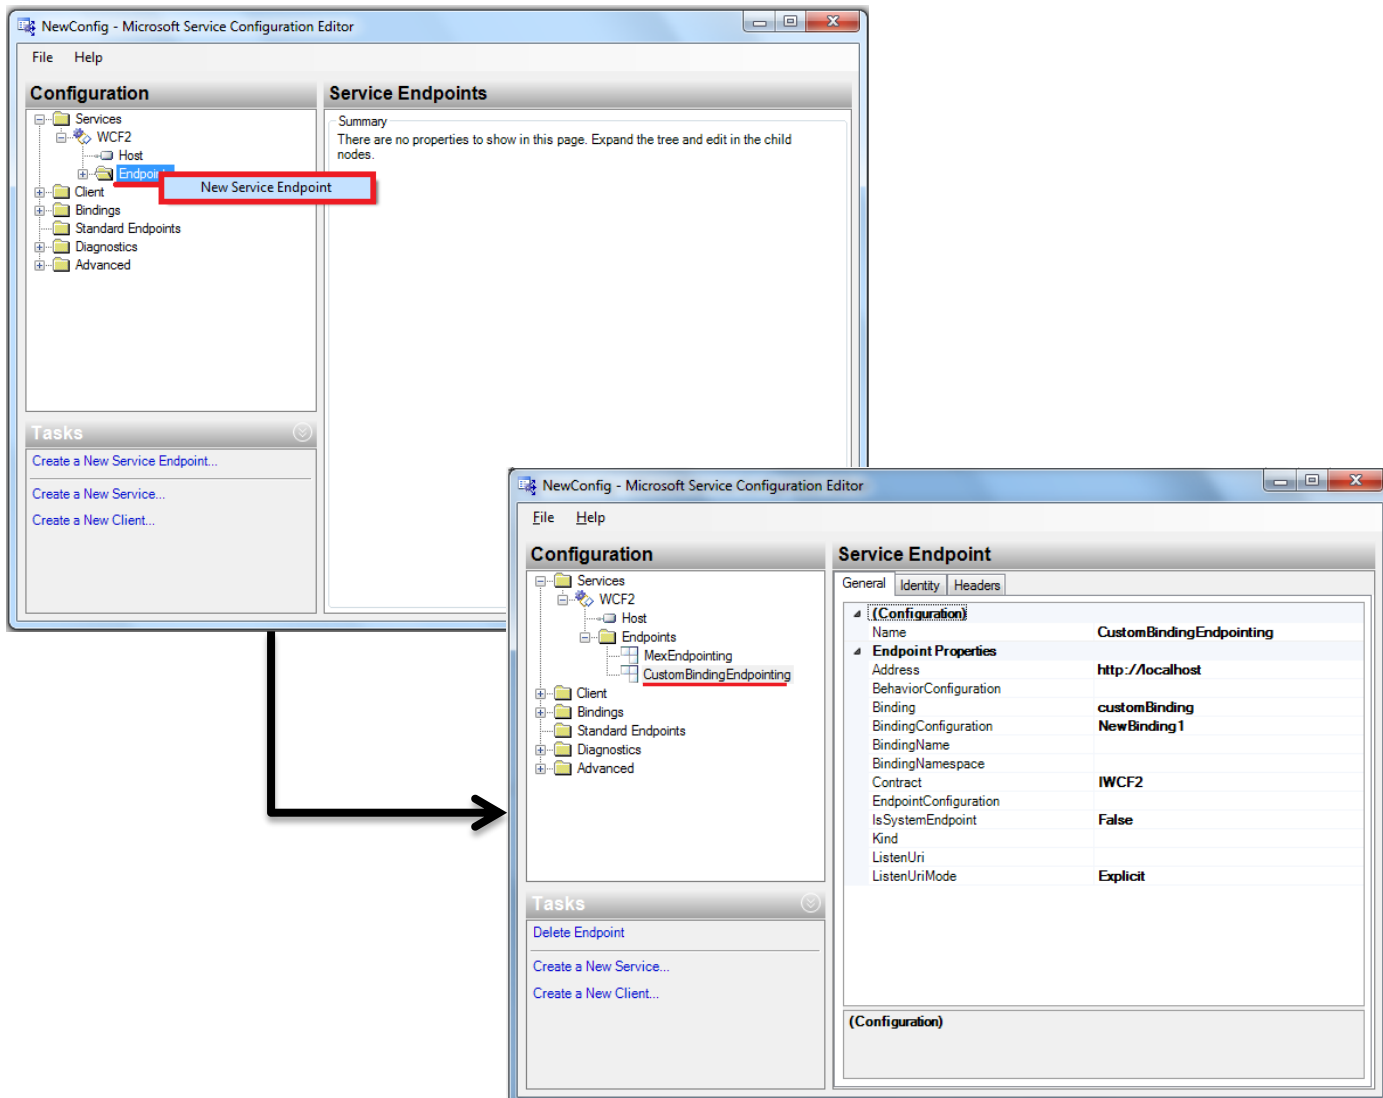 NewConfig - Microsoft Service Configuration Editor
File Help
Configuration
Services
WCF2
Host
Client
Bindings
Standard Endpoints
Diagnostics
Advanced
New Service Endpoint
Service Endpoints
Summary
There are no properties to show in this page. Expand the tree and edit in the child
nodes.
Tasks
Create a New Service Endpoint...
Create a New Service...
Create a New Client...
NewConfig - Microsoft Service Configuration Editor
File Help
Configuration
Services
WCF2
Host
Endpoints
MexEndpointing
CustomBindingEndpointing
Client
Bindings
Standard Endpoints
Diagnostics
Advanced
Tasks
Delete Endpoint
Create a New Service...
Create a New Client...
Service Endpoint
General Identity Headers
(Configuration)
Name CustomBindingEndpointing
Endpoint Properties
Address http://localhost
BehaviorConfiguration
Binding customBinding
BindingConfiguration NewBinding1
BindingName
BindingNamespace
Contract IWCF2
EndpointConfiguration
IsSystemEndpoint False
Kind
ListenUri
ListenUriMode Explicit
(Configuration)